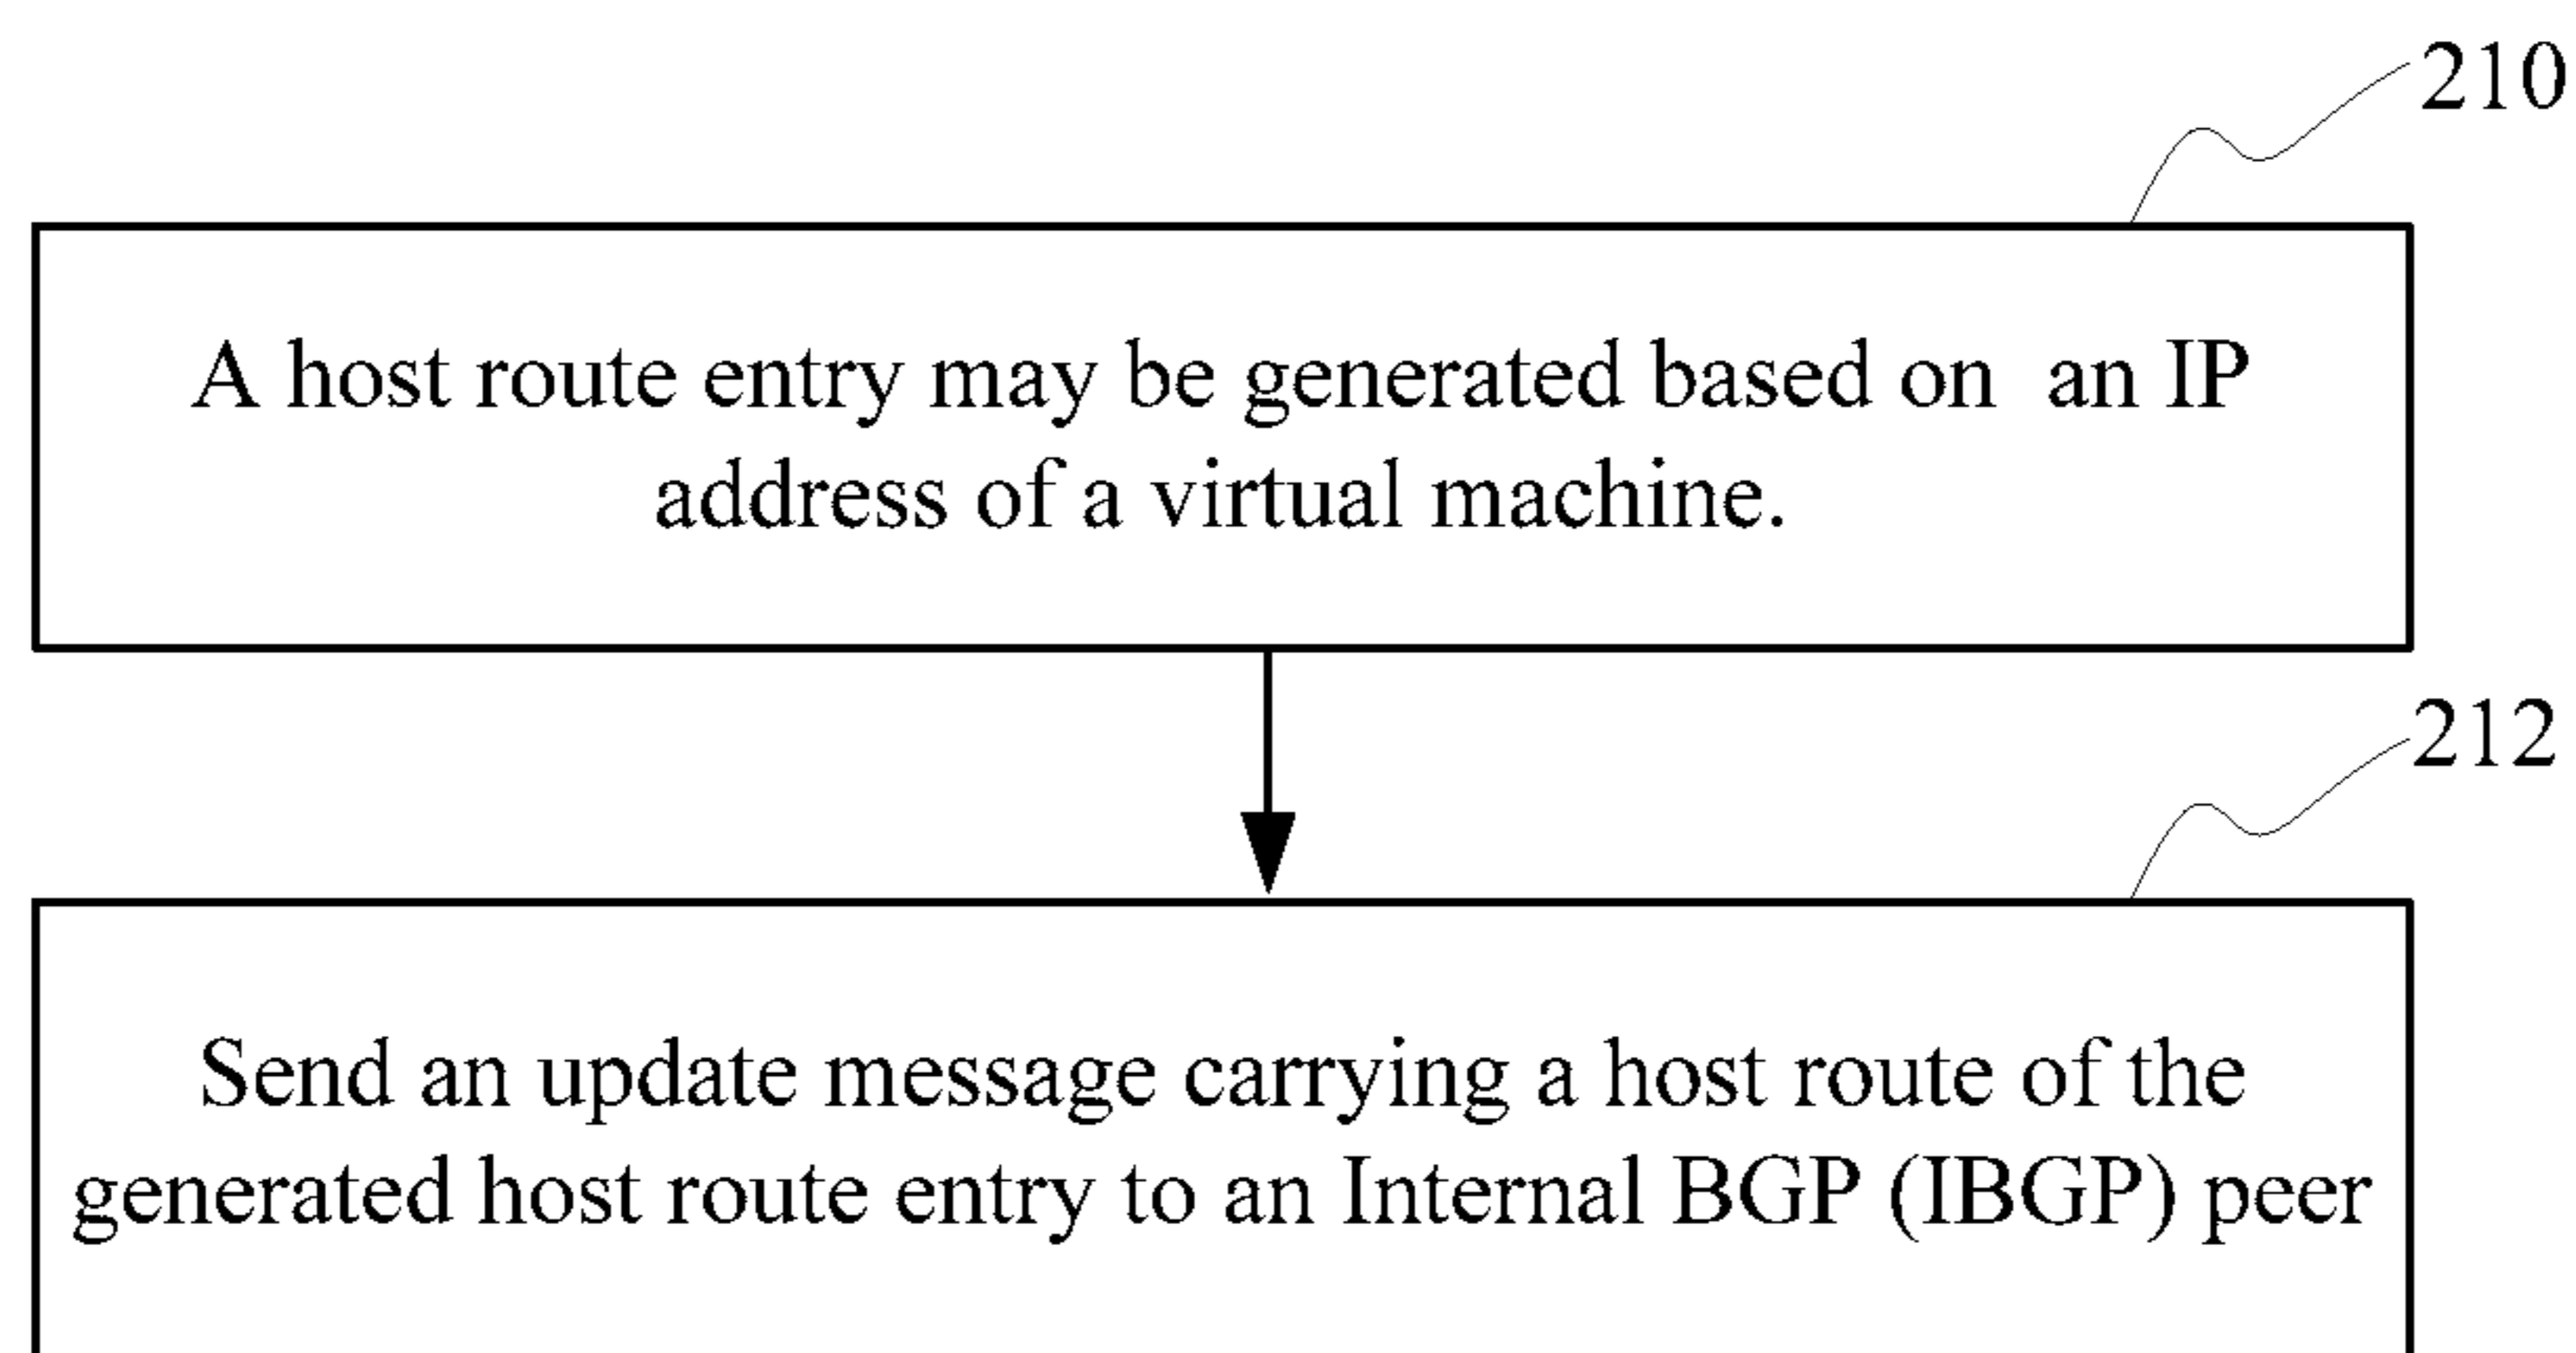 210
A host route entry may be generated based on an IP
address of a virtual machine.
212
Send an update message carrying a host route of the
generated host route entry to an Internal BGP (IBGP) peer